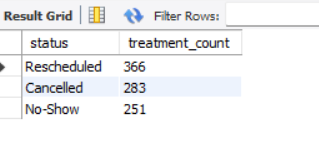 Result Grid Filter Rows:
status treatment_count
Rescheduled 366
Cancelled 283
No-Show 251